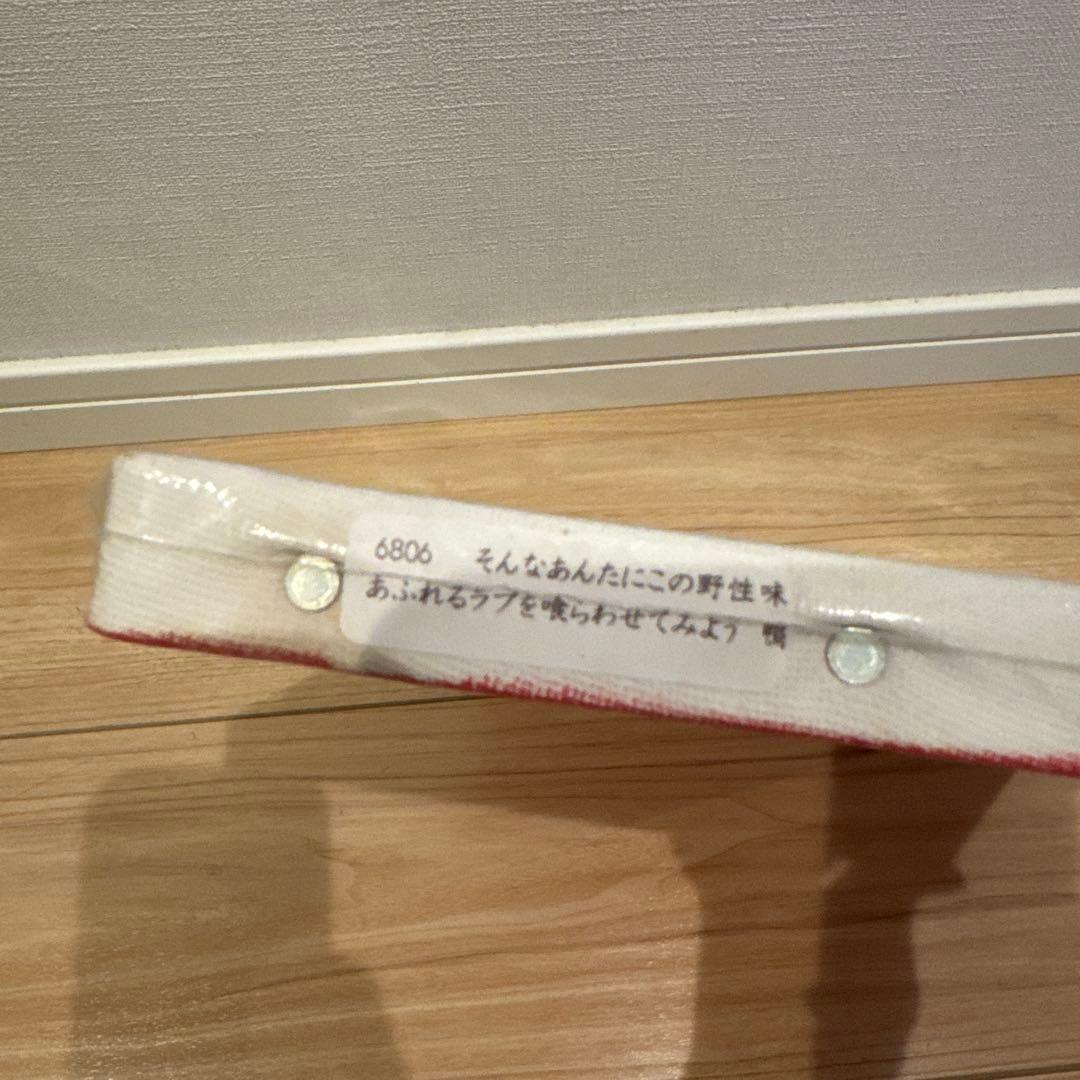 6806 そんなあんたにこの野性味
あふれるラブを喰らわせてみよう 鴨